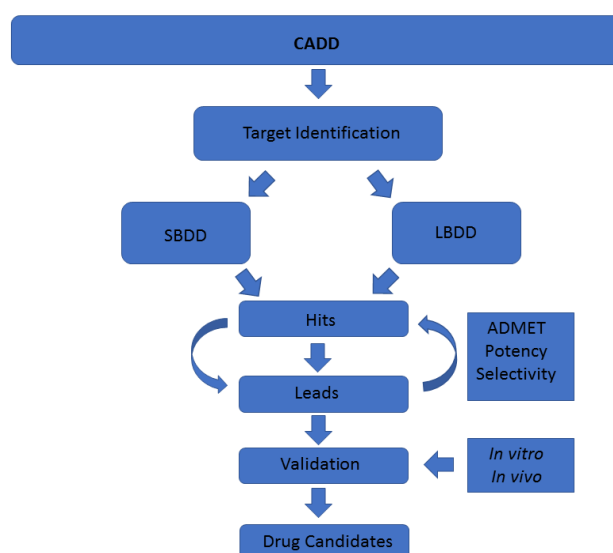 CADD
Target Identification
SBDD
LBDD
Hits
ADMET
Potency
Selectivity
Leads
Validation
In vitro
In vivo
Drug Candidates